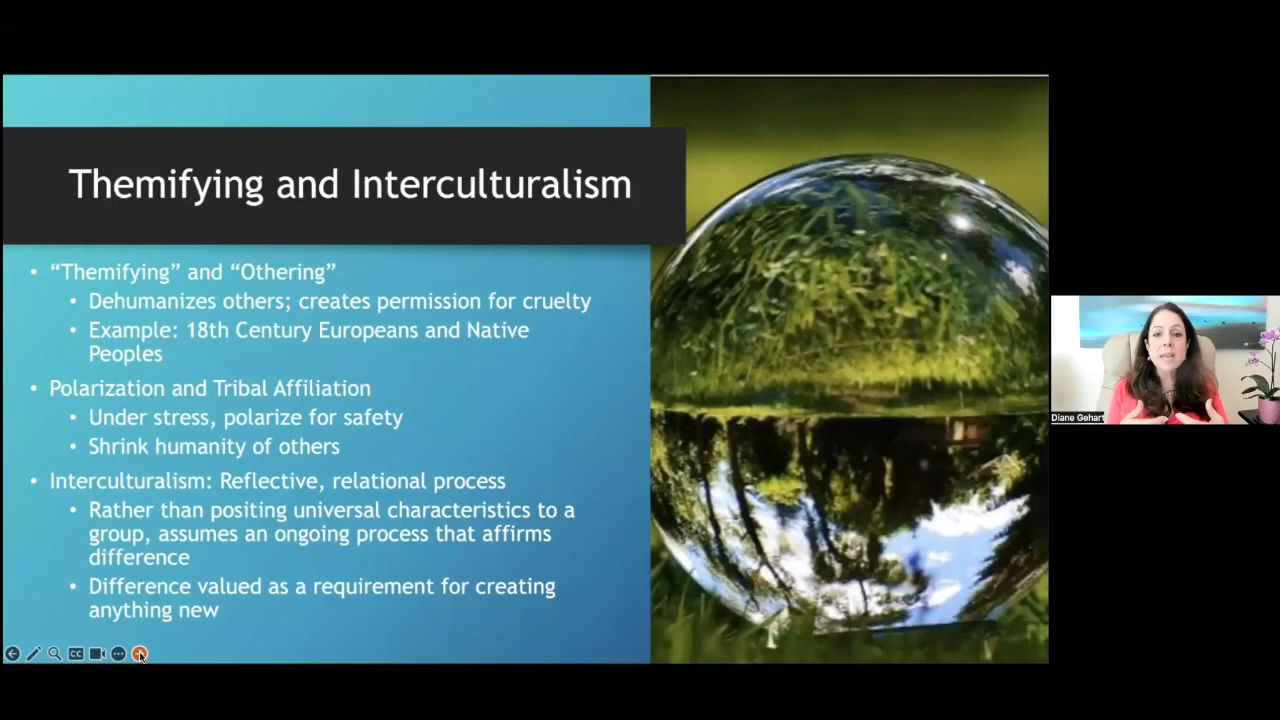 Themifying and Interculturalism
• “Themifying” and “Othering”
• Dehumanizes others; creates permission for cruelty
• Example: 18th Century Europeans and Native
Peoples
• Polarization and Tribal Affiliation
• Under stress, polarize for safety
• Shrink humanity of others
• Interculturalism: Reflective, relational process
• Rather than positing universal characteristics to a
group, assumes an ongoing process that affirms
difference
• Difference valued as a requirement for creating
anything new
CC
Diane Gehart